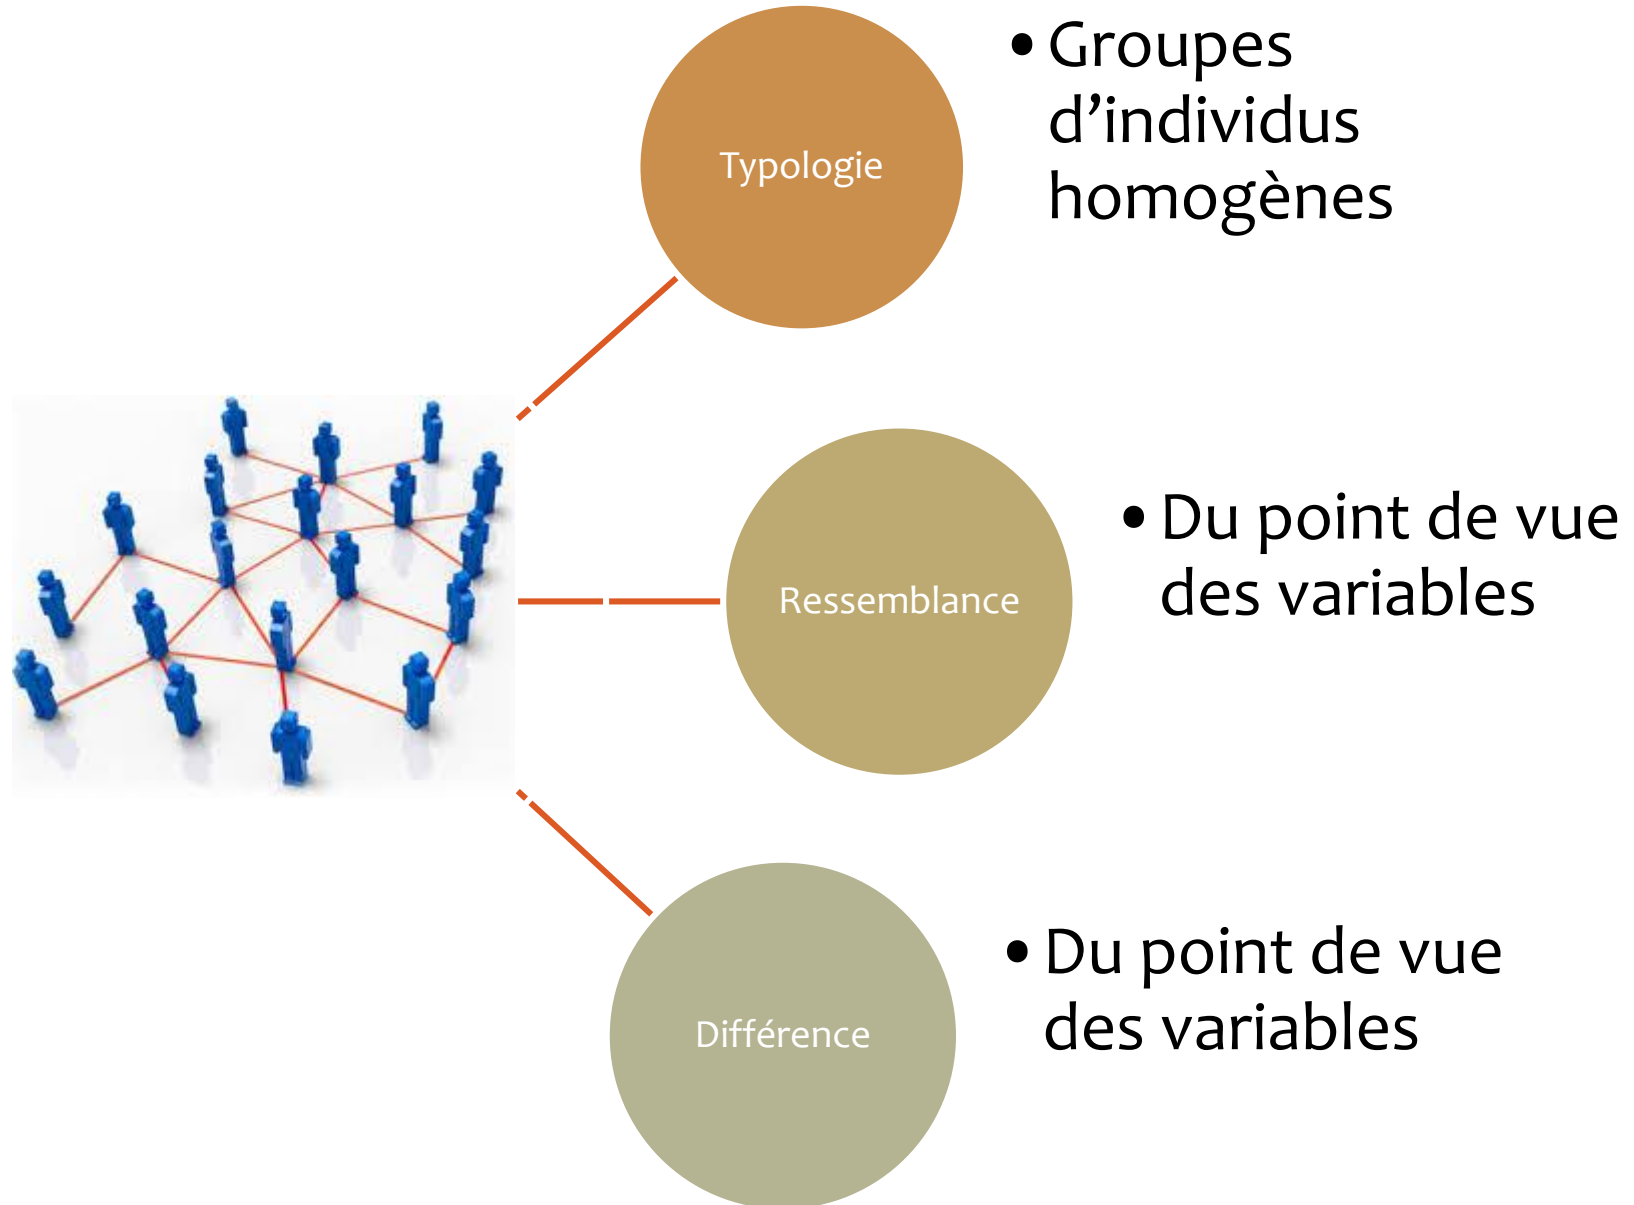 Typologie
• Groupes
d’individus
homogènes
Ressemblance
• Du point de vue
des variables
Différence
• Du point de vue
des variables